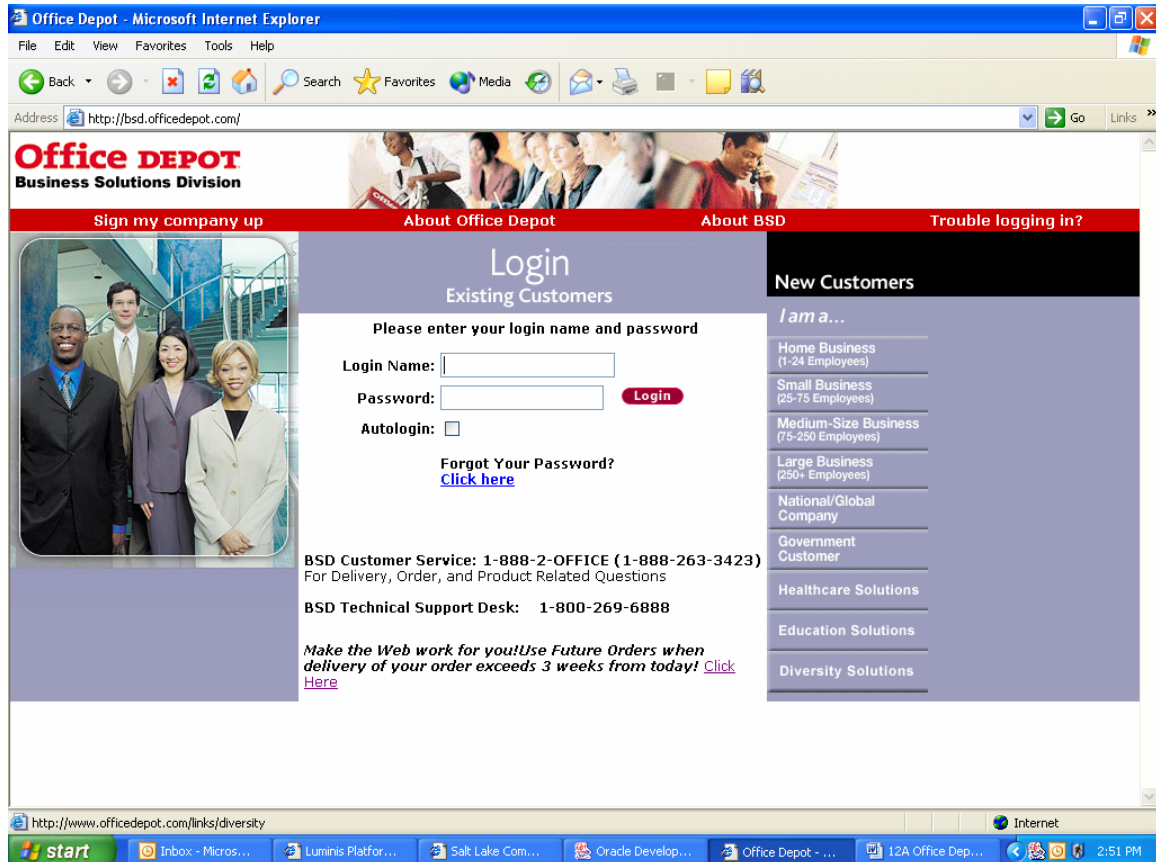 Office Depot - Microsoft Internet Explorer
File Edit View Favorites Tools Help
Back Search Favorites Media
Address http://bsd.officedepot.com/ Go Links »
Office DEPOT
Business Solutions Division
Sign my company up About Office Depot About BSD Trouble logging in?
Login
Existing Customers
Please enter your login name and password
Login Name:
Password: Login
Autologin:
Forgot Your Password?
Click here
BSD Customer Service: 1-888-2-OFFICE (1-888-263-3423)
For Delivery, Order, and Product Related Questions
BSD Technical Support Desk: 1-800-269-6888
Make the Web work for you!Use Future Orders when
delivery of your order exceeds 3 weeks from today! Click
Here
New Customers
I am a...
Home Business
(1-24 Employees)
Small Business
(25-75 Employees)
Medium-Size Business
(75-250 Employees)
Large Business
(250+ Employees)
National/Global
Company
Government
Customer
Healthcare Solutions
Education Solutions
Diversity Solutions
http://www.officedepot.com/links/diversity Internet
start Inbox - Micros... Luminis Platfor... Salt Lake Com... Oracle Develop... Office Depot - ... 12A Office Dep... 2:51 PM